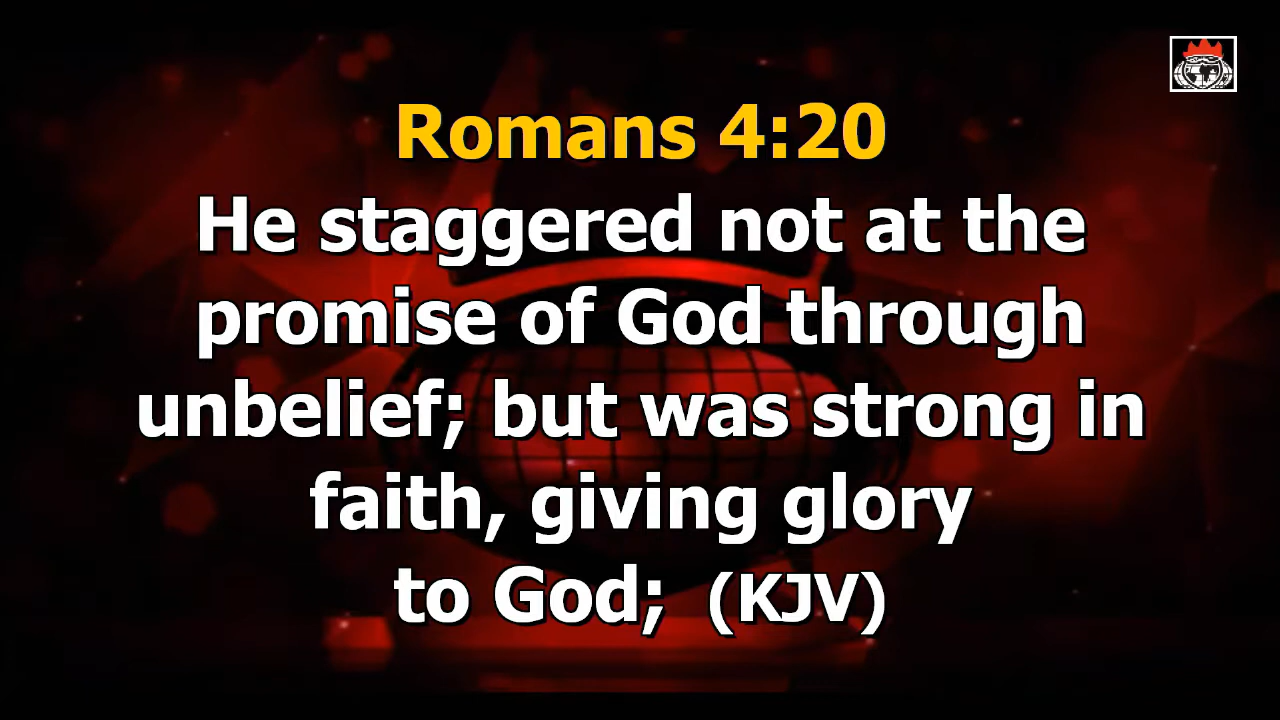 Romans 4:20
He staggered not at the
promise of God through
unbelief; but was strong in
faith, giving glory
to God; (KJV)